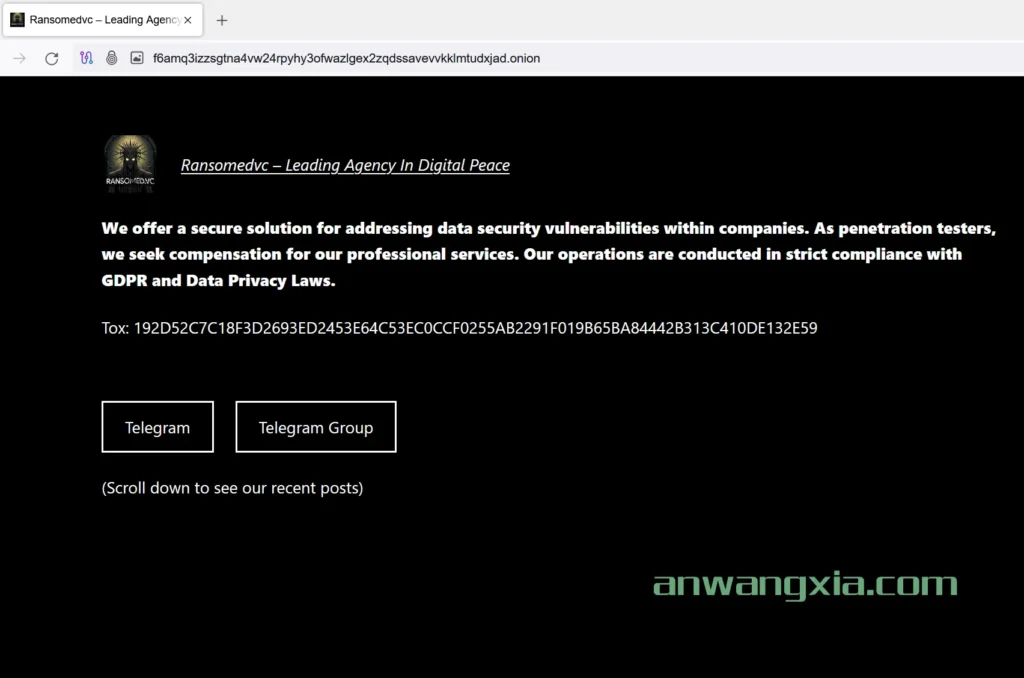 Ransomedvc – Leading Agency
f6amq3izzsgtna4vw24rpyhy3ofwazlgex2zqdssavevvkklmtudxjad.onion
RANSOMEDVC
Ransomedvc – Leading Agency In Digital Peace
We offer a secure solution for addressing data security vulnerabilities within companies. As penetration testers,
we seek compensation for our professional services. Our operations are conducted in strict compliance with
GDPR and Data Privacy Laws.
Tox: 192D52C7C18F3D2693ED2453E64C53EC0CCF0255AB2291F019B65BA84442B313C410DE132E59
Telegram
Telegram Group
(Scroll down to see our recent posts)
anwangxia.com